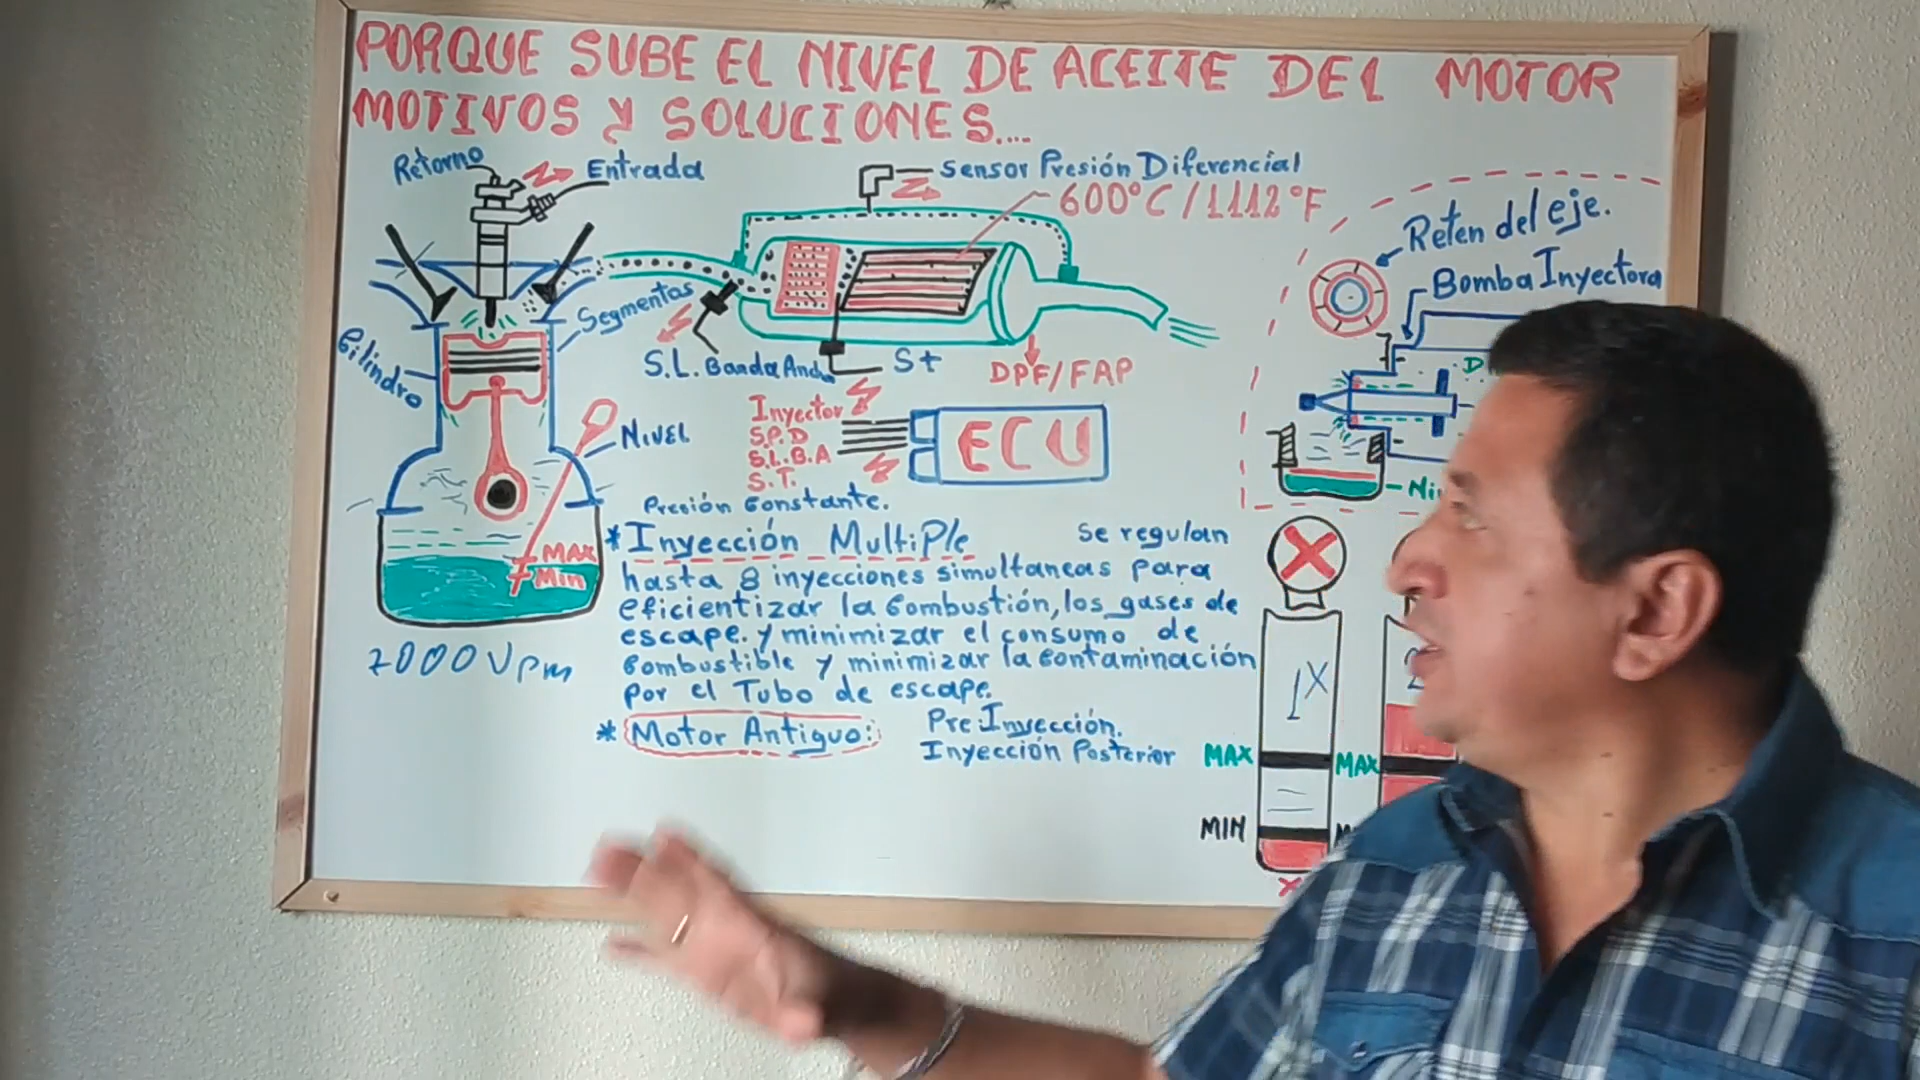 PORQUE SUBE EL NIVEL DE ACEITE DEL MOTOR
MOTIVOS Y SOLUCIONES....
Retorno
Entrada
Sensor Presión Diferencial
600°C/1112°F
Reten del eje.
Bomba Inyectora
Segmentos
Cilindro
S.L. Banda Ancha
St
DPF/FAP
D
Inyector
S.P.D
S.L.B.A
S.T.
ECU
NIVEL
MAX
Min
2000 Vpm
Presión Constante.
* Inyección Multiple Se regulan
hasta 8 inyecciones simultaneas para
eficientizar la Combustión, los gases de
escape. y minimizar el consumo de
Combustible y minimizar la Contaminación
por el Tubo de escape.
* Motor Antiguo:
Pre Inyección.
Inyección Posterior
1X
2
MAX
MAX
MIN